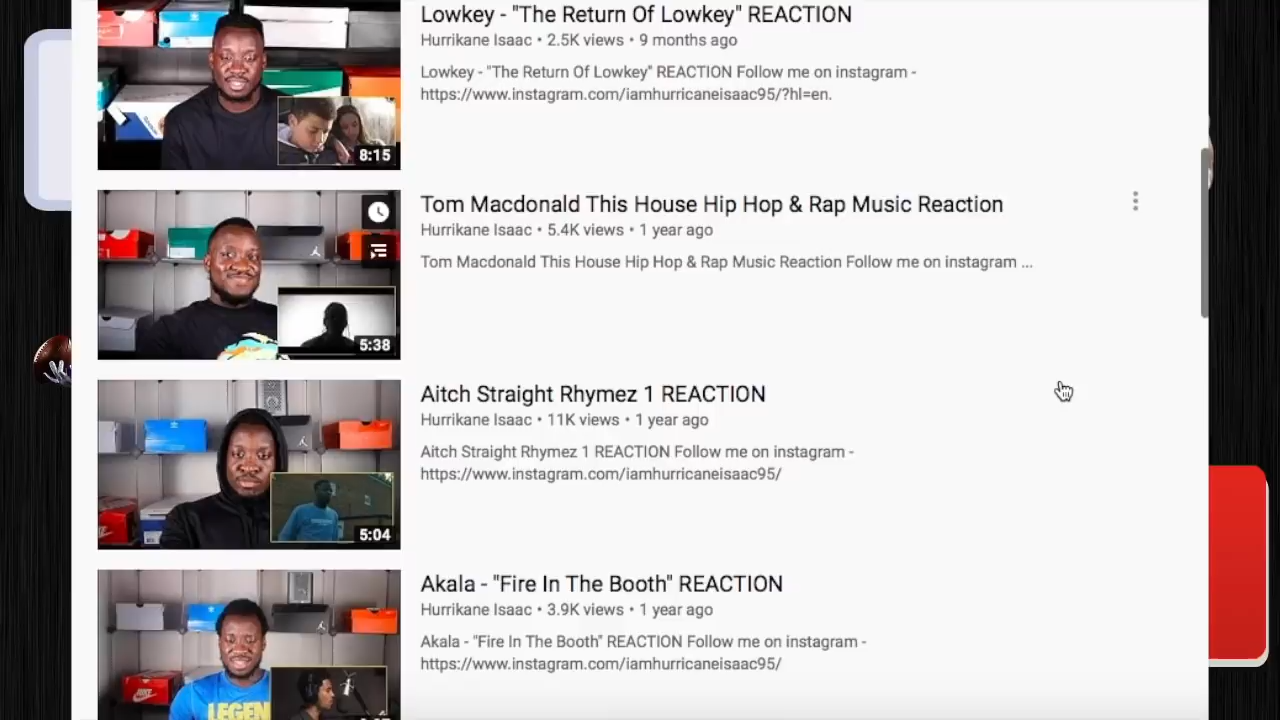 Lowkey - "The Return Of Lowkey" REACTION
Hurrikane Isaac • 2.5K views • 9 months ago
Lowkey - "The Return Of Lowkey" REACTION Follow me on instagram -
https://www.instagram.com/iamhurricaneisaac95/?hl=en.
8:15
Tom Macdonald This House Hip Hop & Rap Music Reaction
Hurrikane Isaac • 5.4K views • 1 year ago
Tom Macdonald This House Hip Hop & Rap Music Reaction Follow me on instagram ...
5:38
Aitch Straight Rhymez 1 REACTION
Hurrikane Isaac • 11K views • 1 year ago
Aitch Straight Rhymez 1 REACTION Follow me on instagram -
https://www.instagram.com/iamhurricaneisaac95/
5:04
Akala - "Fire In The Booth" REACTION
Hurrikane Isaac • 3.9K views • 1 year ago
Akala - "Fire In The Booth" REACTION Follow me on instagram -
https://www.instagram.com/iamhurricaneisaac95/
NIKE
LEGEN